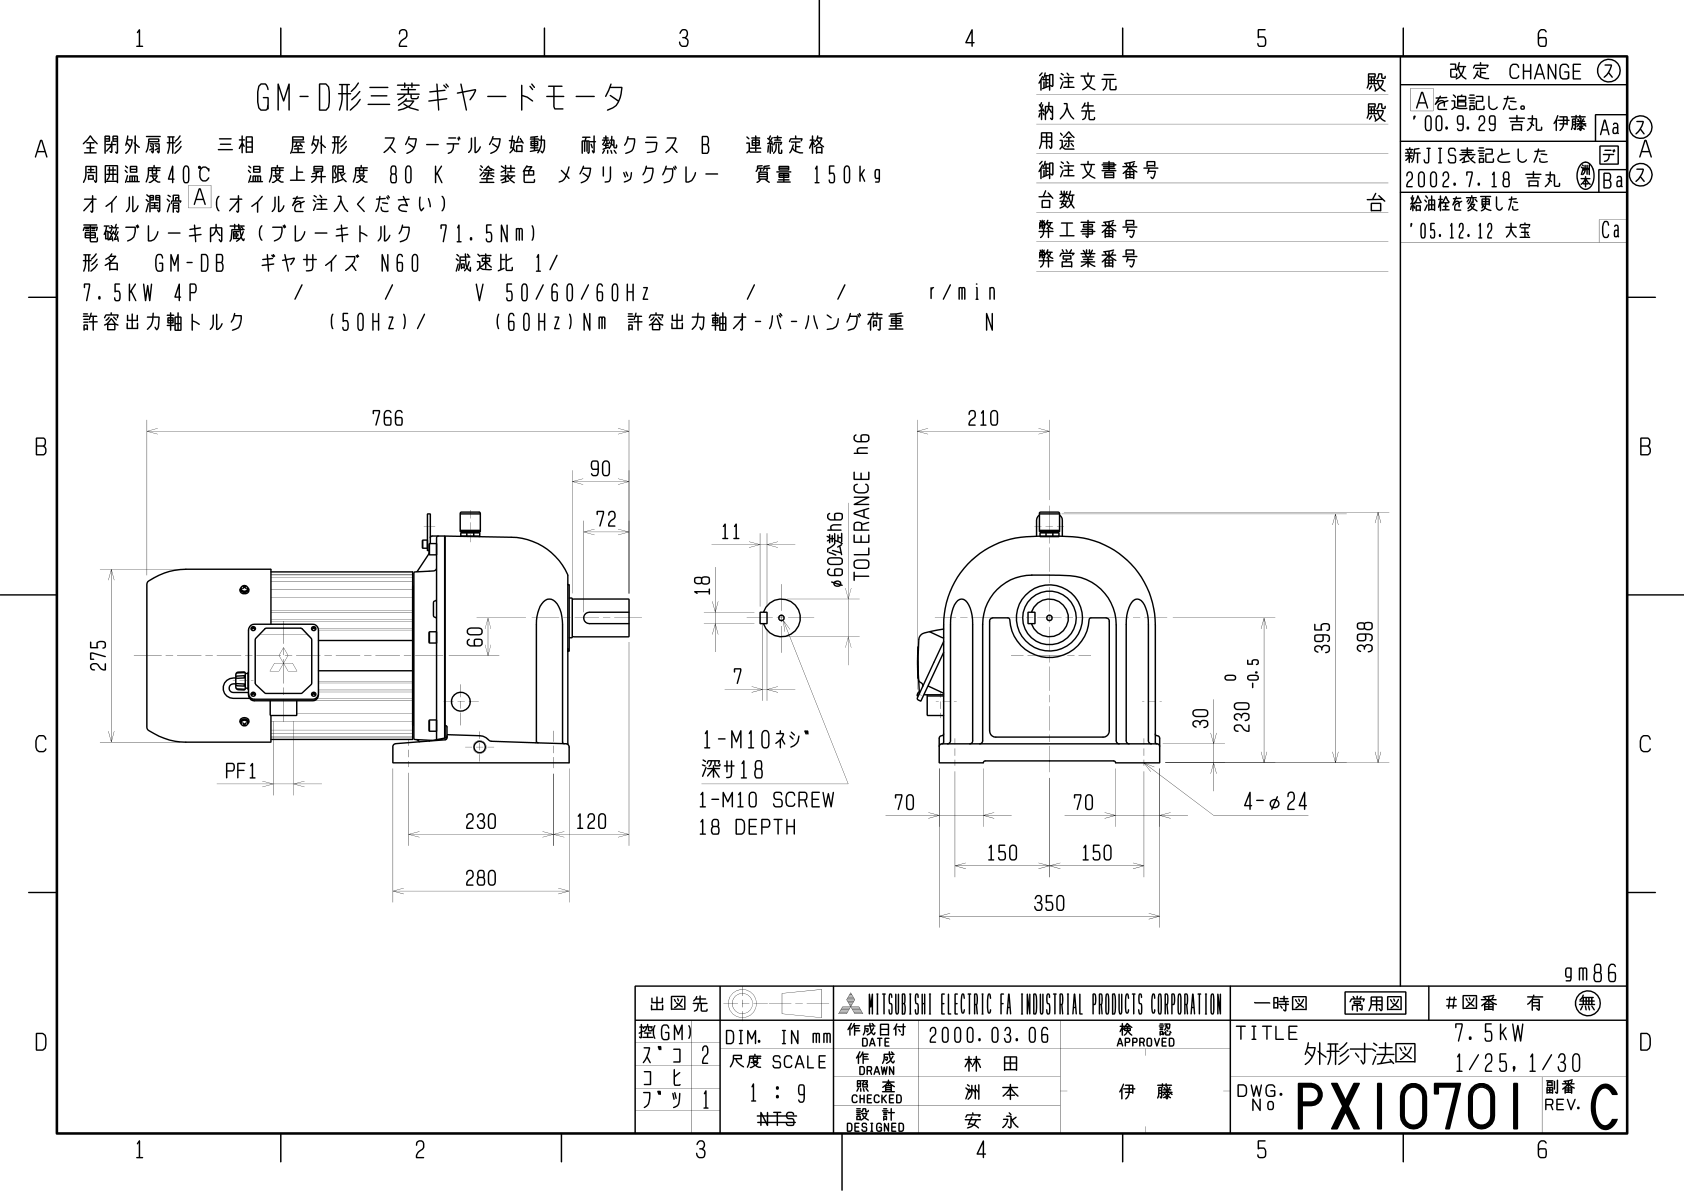 1 2 3 4 5 6
GM-D形三菱ギヤードモータ
全閉外扇形 三相 屋外形 スターデルタ始動 耐熱クラス B 連続定格
周囲温度40℃ 温度上昇限度 80 K 塗装色 メタリックグレー 質量 150kg
オイル潤滑 A (オイルを注入ください)
電磁ブレーキ内蔵(ブレーキトルク 71.5Nm)
形名 GM-DB ギヤサイズ N60 減速比 1/
7.5KW 4P / / V 50/60/60Hz / / r/min
許容出力軸トルク (50Hz)/ (60Hz)Nm 許容出力軸オ-バ-ハング荷重 N
御注文元 殿
納入先 殿
用途
御注文書番号
台数 台
弊工事番号
弊営業番号
改定 CHANGE ス
Aを追記した。
'00.9.29 吉丸 伊藤 Aa ス
新JIS表記とした デ
2002.7.18 吉丸 洲本 Ba ス
給油栓を変更した
'05.12.12 大宝 Ca
A
A
B
B
C
C
D
D
766
90
72
275
60
PF1
230 120
280
11
18
7
φ60公差h6
TOLERANCE h6
1-M10ネジ
深サ18
1-M10 SCREW
18 DEPTH
210
395
398
230 0 -0.5
30
70 70
4-φ24
150 150
350
gm86
出図先
控(GM)
ズコ 2
コヒ
ブツ 1
DIM. IN mm
尺度 SCALE
1 : 9
NTS
MITSUBISHI ELECTRIC FA INDUSTRIAL PRODUCTS CORPORATION
作成日付 DATE 2000.03.06
検認 APPROVED
作成 DRAWN 林田
照査 CHECKED 洲本
伊藤
設計 DESIGNED 安永
一時図 常用図 #図番 有 無
TITLE
外形寸法図
7.5kW
1/25,1/30
DWG. No PX10701
副番 REV. C
1 2 3 4 5 6